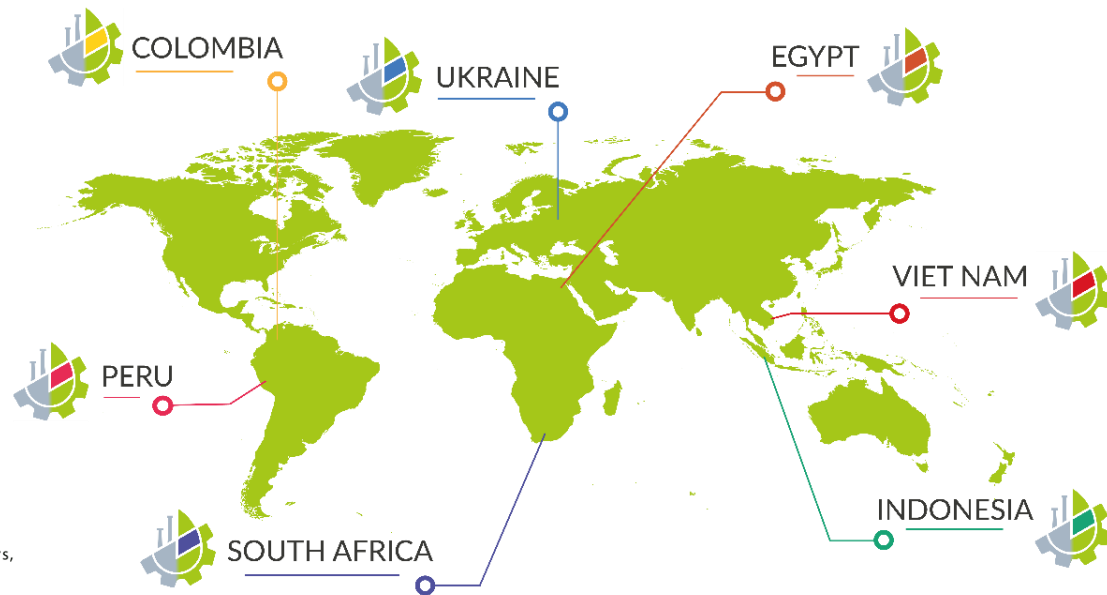 COLOMBIA
UKRAINE
EGYPT
VIET NAM
PERU
INDONESIA
SOUTH AFRICA